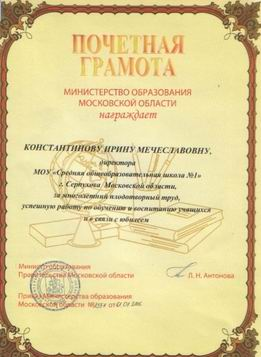 ПОЧЕТНАЯ
ГРАМОТА
МИНИСТЕРСТВО ОБРАЗОВАНИЯ
МОСКОВСКОЙ ОБЛАСТИ
награждает
КОНСТАНТИНОВУ ИРИНУ МЕЧЕСЛАВОВНУ,
директора
МОУ «Средняя общеобразовательная школа №1»
г. Серпухова Московской области,
за многолетний плодотворный труд,
успешную работу по обучению и воспитанию учащихся
и в связи с юбилеем
Министр образования
Правительства Московской области
Л.Н. Антонова
Приказ Министерства образования
Московской области №
от